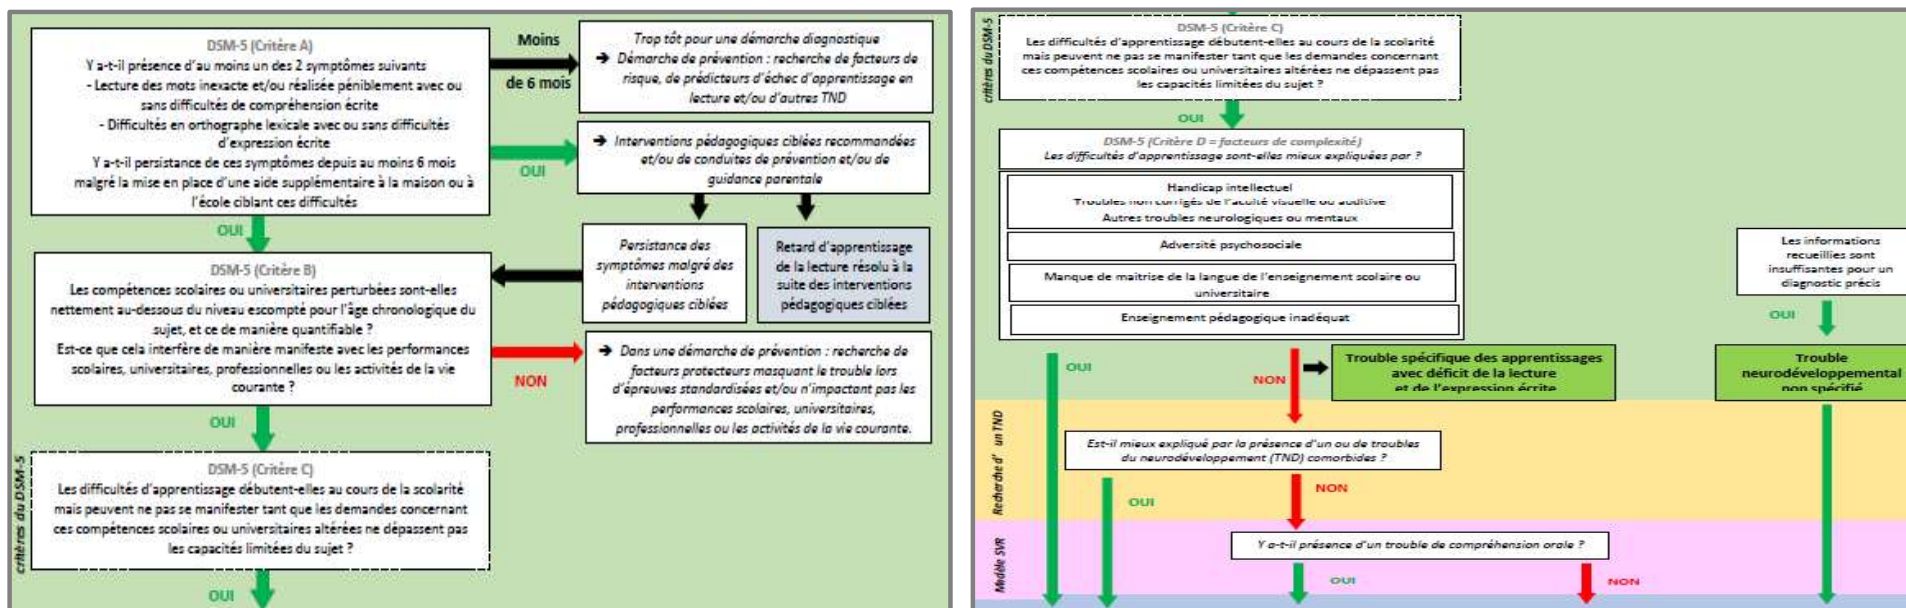 DSM-5 (Critère A)
Y a-t-il présence d'au moins un des 2 symptômes suivants
- Lecture des mots inexacte et/ou réalisée péniblement avec ou
sans difficultés de compréhension écrite
- Difficultés en orthographe lexicale avec ou sans difficultés
d'expression écrite
Y a-t-il persistance de ces symptômes depuis au moins 6 mois
malgré la mise en place d'une aide supplémentaire à la maison ou à
l'école ciblant ces difficultés
Moins
de 6 mois
Trop tôt pour une démarche diagnostique
➔ Démarche de prévention : recherche de facteurs de
risque, de prédicteurs d'échec d'apprentissage en
lecture et/ou d'autres TND
OUI
➔ Interventions pédagogiques ciblées recommandées
et/ou de conduites de prévention et/ou de
guidance parentale
OUI
Persistance des
symptômes malgré des
interventions
pédagogiques ciblées
Retard d'apprentissage
de la lecture résolu à la
suite des interventions
pédagogiques ciblées
DSM-5 (Critère B)
Les compétences scolaires ou universitaires perturbées sont-elles
nettement au-dessous du niveau escompté pour l'âge chronologique du
sujet, et ce de manière quantifiable ?
Est-ce que cela interfère de manière manifeste avec les performances
scolaires, universitaires, professionnelles ou les activités de la vie
courante ?
NON
➔ Dans une démarche de prévention : recherche de
facteurs protecteurs masquant le trouble lors
d'épreuves standardisées et/ou n'impactant pas les
performances scolaires, universitaires,
professionnelles ou les activités de la vie courante.
OUI
critères du DSM-5
DSM-5 (Critère C)
Les difficultés d'apprentissage débutent-elles au cours de la scolarité
mais peuvent ne pas se manifester tant que les demandes concernant
ces compétences scolaires ou universitaires altérées ne dépassent pas
les capacités limitées du sujet ?
OUI
critères du DSM-5
DSM-5 (Critère C)
Les difficultés d'apprentissage débutent-elles au cours de la scolarité
mais peuvent ne pas se manifester tant que les demandes concernant
ces compétences scolaires ou universitaires altérées ne dépassent pas
les capacités limitées du sujet ?
OUI
DSM-5 (Critère D = facteurs de complexité)
Les difficultés d'apprentissage sont-elles mieux expliquées par ?
Handicap intellectuel
Troubles non corrigés de l'acuité visuelle ou auditive
Autres troubles neurologiques ou mentaux
Adversité psychosociale
Manque de maitrise de la langue de l'enseignement scolaire ou
universitaire
Enseignement pédagogique inadéquat
Les informations
recueillies sont
insuffisantes pour un
diagnostic précis
OUI
OUI
NON
Trouble spécifique des apprentissages
avec déficit de la lecture
et de l'expression écrite
Trouble
neurodéveloppemental
non spécifié
Recherche d' un TND
Est-il mieux expliqué par la présence d'un ou de troubles
du neurodéveloppement (TND) comorbides ?
OUI
NON
Modèle SVR
Y a-t-il présence d'un trouble de compréhension orale ?
OUI
NON